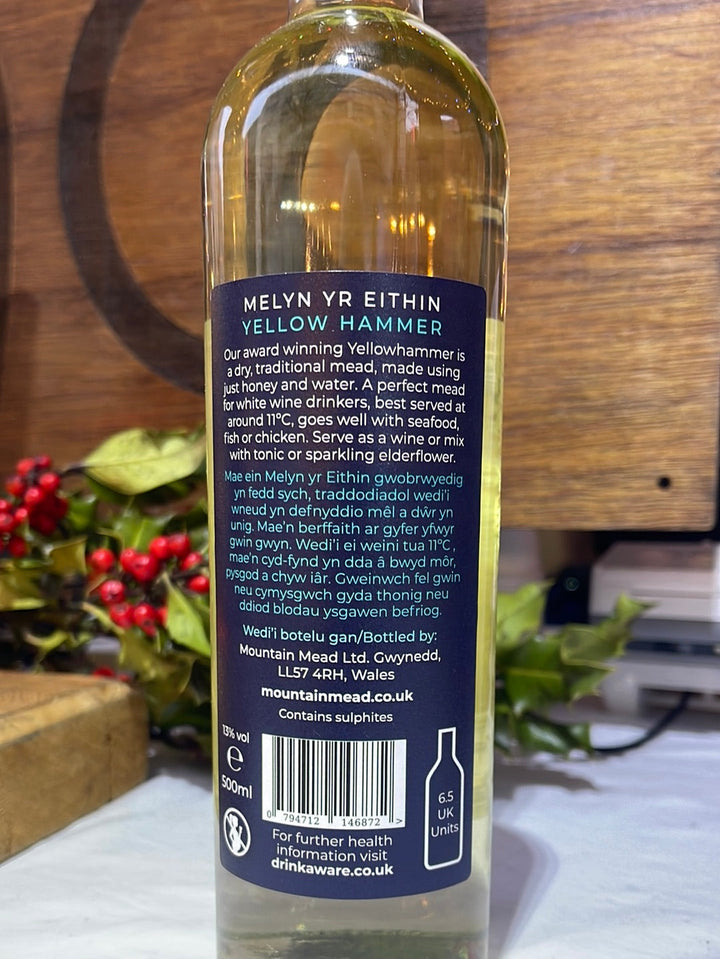 MELYN YR EITHIN
YELLOW HAMMER
Our award winning Yellowhammer is
a dry, traditional mead, made using
just honey and water. A perfect mead
for white wine drinkers, best served at
around 11°C, goes well with seafood,
fish or chicken. Serve as a wine or mix
with tonic or sparkling elderflower.
Mae ein Melyn yr Eithin gwobrwyedig
yn fedd sych, traddodiadol wedi'i
wneud yn defnyddio mêl a dŵr yn
unig. Mae'n berffaith ar gyfer yfwyr
gwin gwyn. Wedi'i ei weini tua 11°C,
mae'n cyd-fynd yn dda â bwyd môr,
pysgod a chyw iâr. Gweinwch fel gwin
neu cymysgwch gyda thonig neu
ddiod blodau ysgawen befriog.
Wedi'i botelu gan/Bottled by:
Mountain Mead Ltd. Gwynedd,
LL57 4RH, Wales
mountainmead.co.uk
Contains sulphites
13% vol
e
500ml
0 794712 146872 >
6.5
UK
Units
For further health
information visit
drinkaware.co.uk